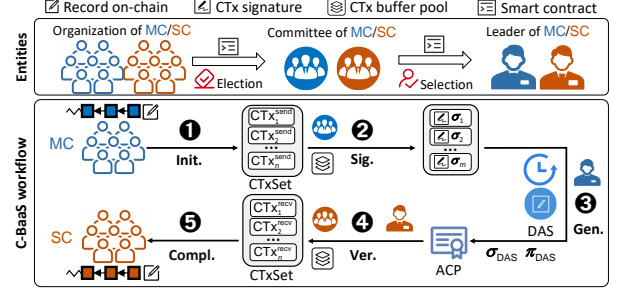 Record on-chain CTx signature CTx buffer pool Smart contract
Entities
Organization of MC/SC Committee of MC/SC Leader of MC/SC
Election Selection
C-BaaS workflow
MC
❶
Init.
CTx₁ˢᵉⁿᵈ
CTx₂ˢᵉⁿᵈ
...
CTxₙˢᵉⁿᵈ
CTxSet
❷
Sig.
σ₁
σ₂
...
σₘ
DAS
❸
Gen.
σ_DAS π_DAS
ACP
❹
Ver.
CTx₁ʳᵉᶜᵛ
CTx₂ʳᵉᶜᵛ
...
CTxₙʳᵉᶜᵛ
CTxSet
❺
Compl.
SC